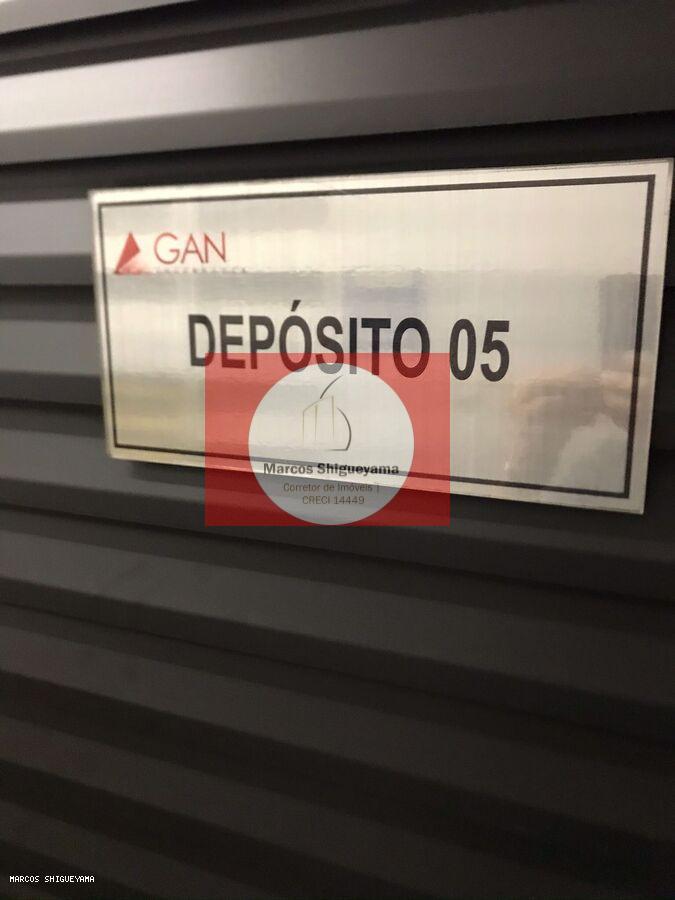 GAN
DEPÓSITO 05
Marcos Shigueyama
Corretor de Imóveis |
CRECI 14449
MARCOS SHIGUEYAMA